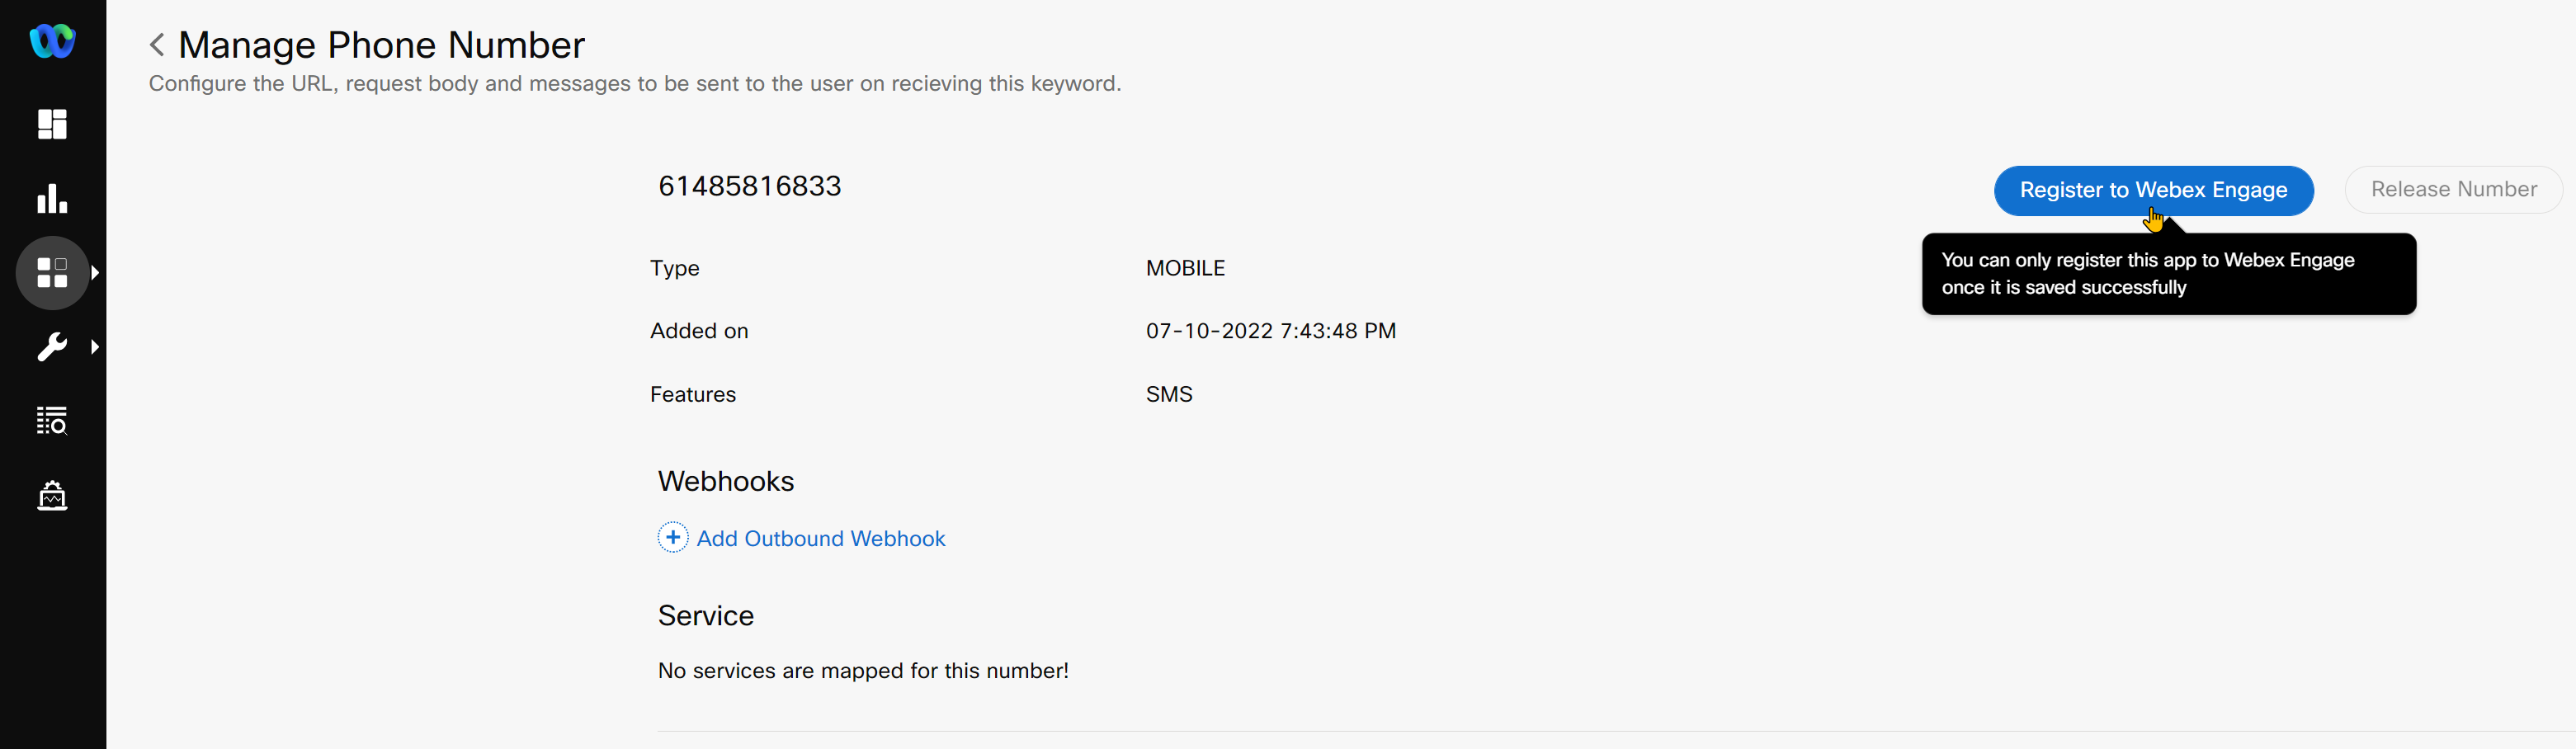 Manage Phone Number
Configure the URL, request body and messages to be sent to the user on recieving this keyword.
61485816833
Register to Webex Engage
Release Number
You can only register this app to Webex Engage
once it is saved successfully
Type
MOBILE
Added on
07-10-2022 7:43:48 PM
Features
SMS
Webhooks
Add Outbound Webhook
Service
No services are mapped for this number!